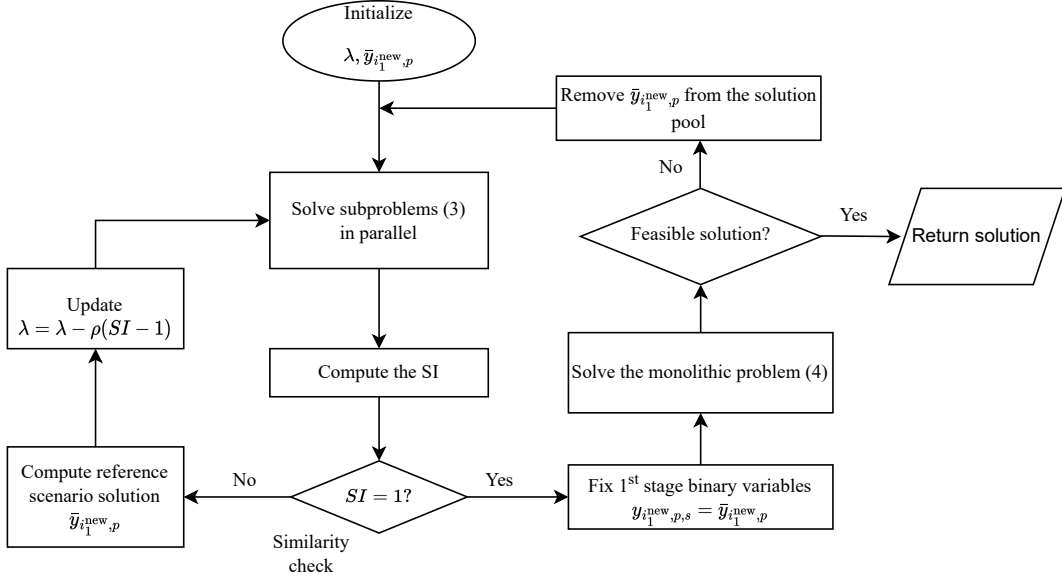 Initialize
λ, ȳ_{i_1^{new},p}
Remove ȳ_{i_1^{new},p} from the solution
pool
No
Solve subproblems (3)
in parallel
Feasible solution?
Yes
Return solution
Update
λ = λ − ρ(SI − 1)
Compute the SI
Solve the monolithic problem (4)
Compute reference
scenario solution
ȳ_{i_1^{new},p}
No
SI = 1?
Yes
Similarity
check
Fix 1^{st} stage binary variables
y_{i_1^{new},p,s} = ȳ_{i_1^{new},p}